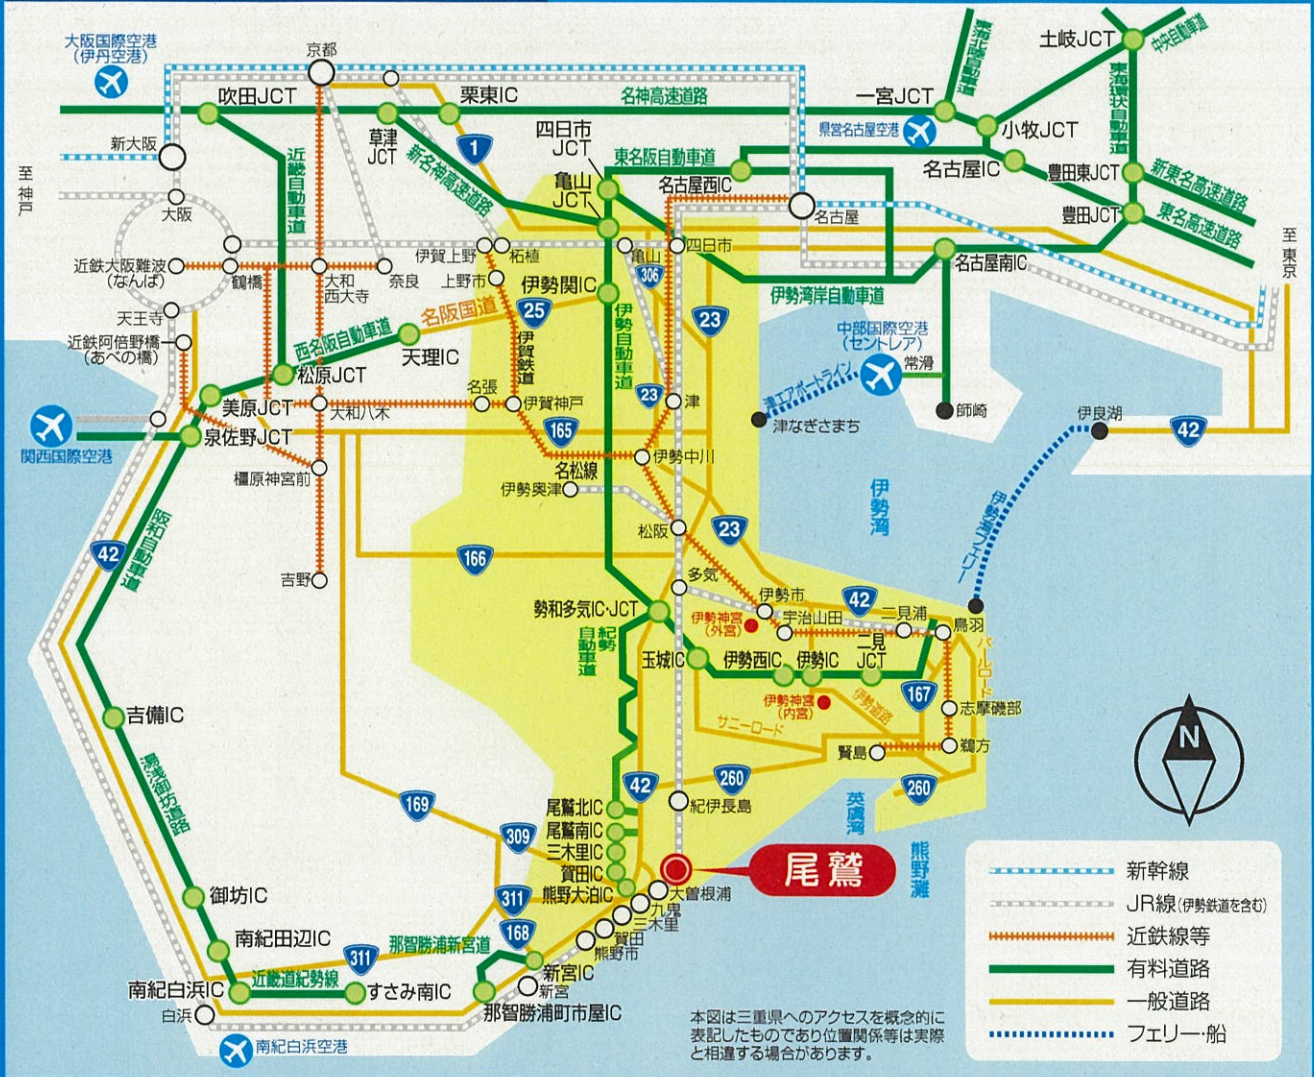 大阪国際空港
(伊丹空港)
京都
吹田JCT
草津
JCT
栗東IC
名神高速道路
一宮JCT
東海北陸自動車道
土岐JCT
中央自動車道
東海環状自動車道
小牧JCT
県営名古屋空港
名古屋IC
豊田東JCT
新東名高速道路
豊田JCT
東名高速道路
至東京
新大阪
至神戸
大阪
近畿自動車道
新名神高速道路
1
四日市
JCT
亀山
JCT
東名阪自動車道
名古屋西IC
名古屋
名古屋南IC
伊勢湾岸自動車道
近鉄大阪難波
(なんば)
鶴橋
大和
西大寺
奈良
伊賀上野
柘植
上野市
伊勢関IC
亀山
306
四日市
天王寺
近鉄阿倍野橋
(あべの橋)
西名阪自動車道
名阪国道
25
天理IC
伊賀鉄道
伊勢自動車道
23
中部国際空港
(セントレア)
常滑
津エアポートライン
津なぎさまち
師崎
伊良湖
42
松原JCT
美原JCT
大和八木
名張
伊賀神戸
23
津
関西国際空港
泉佐野JCT
165
伊勢中川
橿原神宮前
名松線
伊勢奥津
松阪
23
伊勢湾
伊勢湾フェリー
阪和自動車道
42
吉野
166
多気
勢和多気IC・JCT
伊勢市
伊勢神宮
(外宮)
宇治山田
42
二見浦
鳥羽
紀勢
自動車道
玉城IC
伊勢西IC
伊勢IC
二見
JCT
パールロード
167
伊勢神宮
(内宮)
伊勢道路
サニーロード
志摩磯部
鵜方
賢島
260
吉備IC
湯浅御坊道路
169
309
42
260
紀伊長島
英虞湾
熊野灘
尾鷲北IC
尾鷲南IC
三木里IC
賀田IC
熊野大泊IC
尾鷲
大曽根浦
九鬼
三木里
賀田
熊野市
311
168
御坊IC
南紀田辺IC
311
那智勝浦新宮道
新宮IC
新宮
南紀白浜IC
近畿道紀勢線
すさみ南IC
那智勝浦町市屋IC
白浜
南紀白浜空港
N
新幹線
JR線(伊勢鉄道を含む)
近鉄線等
有料道路
一般道路
フェリー・船
本図は三重県へのアクセスを概念的に
表記したものであり位置関係等は実際
と相違する場合があります。